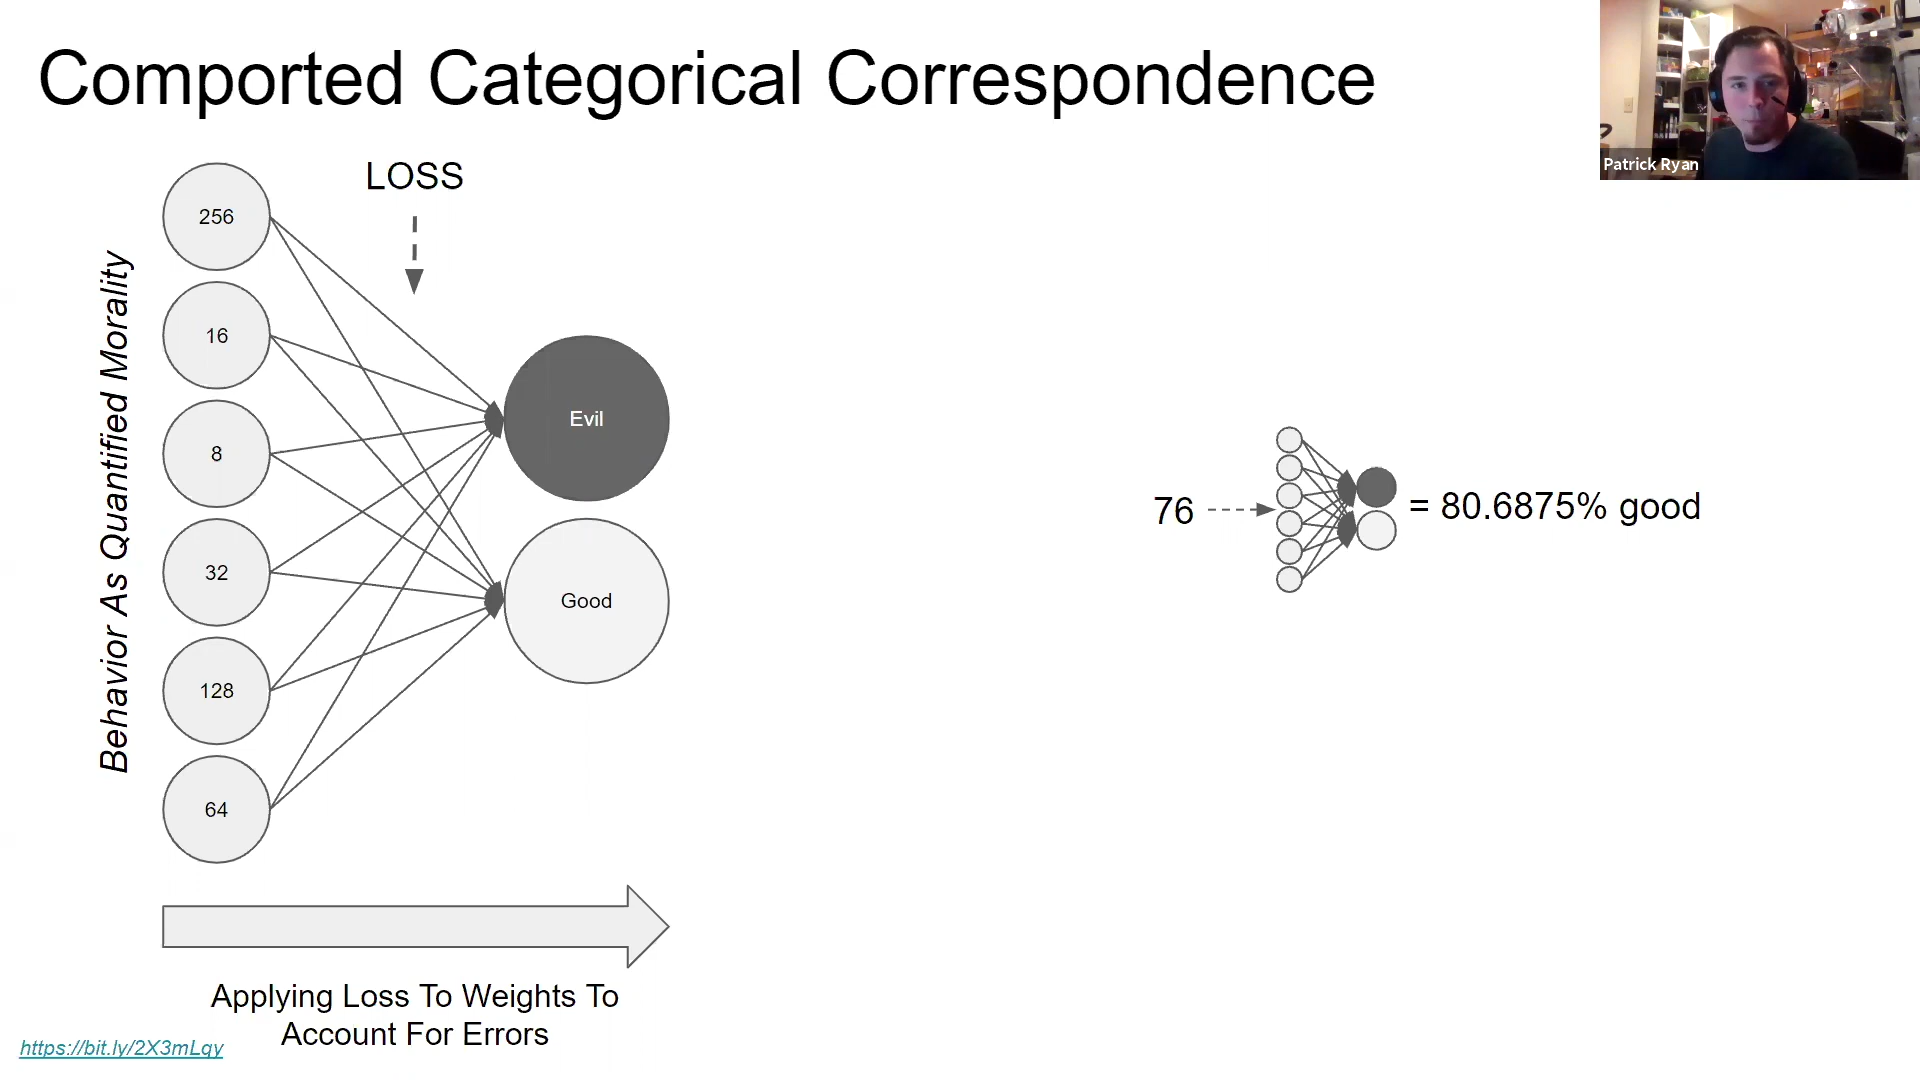 Comported Categorical Correspondence
Patrick Ryan
LOSS
Behavior As Quantified Morality
256
16
8
32
128
64
Evil
Good
76
= 80.6875% good
Applying Loss To Weights To
Account For Errors
https://bit.ly/2X3mLqy